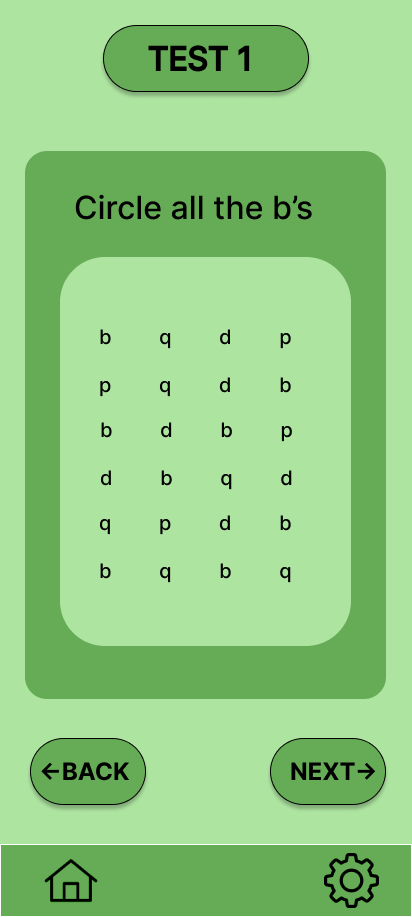 TEST 1
Circle all the b’s
b q d p
p q d b
b d b p
d b q d
q p d b
b q b q
←BACK NEXT→